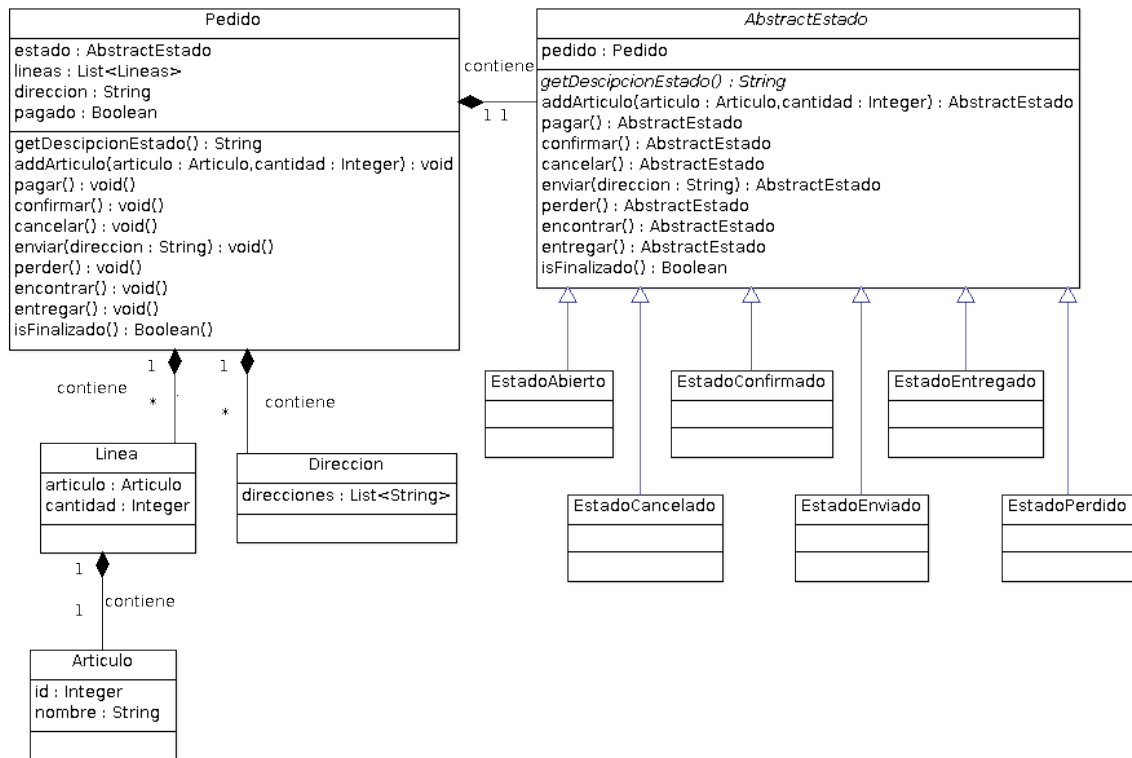 Pedido
estado : AbstractEstado
lineas : List<Lineas>
direccion : String
pagado : Boolean
getDescipcionEstado() : String
addArticulo(articulo : Articulo,cantidad : Integer) : void
pagar() : void()
confirmar() : void()
cancelar() : void()
enviar(direccion : String) : void()
perder() : void()
encontrar() : void()
entregar() : void()
isFinalizado() : Boolean()
contiene
1 1
AbstractEstado
pedido : Pedido
getDescipcionEstado() : String
addArticulo(articulo : Articulo,cantidad : Integer) : AbstractEstado
pagar() : AbstractEstado
confirmar() : AbstractEstado
cancelar() : AbstractEstado
enviar(direccion : String) : AbstractEstado
perder() : AbstractEstado
encontrar() : AbstractEstado
entregar() : AbstractEstado
isFinalizado() : Boolean
1
contiene
*
1
contiene
*
Linea
articulo : Articulo
cantidad : Integer
Direccion
direcciones : List<String>
1
contiene
1
Articulo
id : Integer
nombre : String
EstadoAbierto
EstadoConfirmado
EstadoEntregado
EstadoCancelado
EstadoEnviado
EstadoPerdido